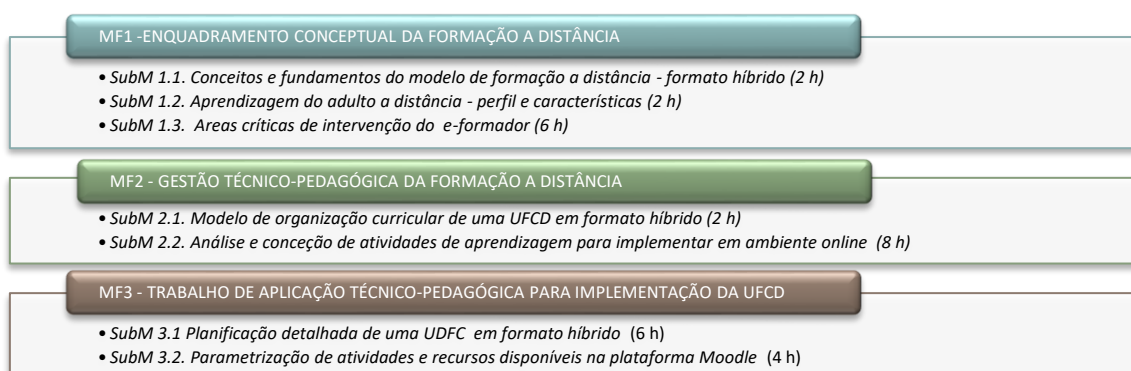 MF1 -ENQUADRAMENTO CONCEPTUAL DA FORMAÇÃO A DISTÂNCIA
• SubM 1.1. Conceitos e fundamentos do modelo de formação a distância - formato híbrido (2 h)
• SubM 1.2. Aprendizagem do adulto a distância - perfil e características (2 h)
• SubM 1.3. Areas críticas de intervenção do e-formador (6 h)
MF2 - GESTÃO TÉCNICO-PEDAGÓGICA DA FORMAÇÃO A DISTÂNCIA
• SubM 2.1. Modelo de organização curricular de uma UFCD em formato híbrido (2 h)
• SubM 2.2. Análise e conceção de atividades de aprendizagem para implementar em ambiente online (8 h)
MF3 - TRABALHO DE APLICAÇÃO TÉCNICO-PEDAGÓGICA PARA IMPLEMENTAÇÃO DA UFCD
• SubM 3.1 Planificação detalhada de uma UDFC em formato híbrido (6 h)
• SubM 3.2. Parametrização de atividades e recursos disponíveis na plataforma Moodle (4 h)